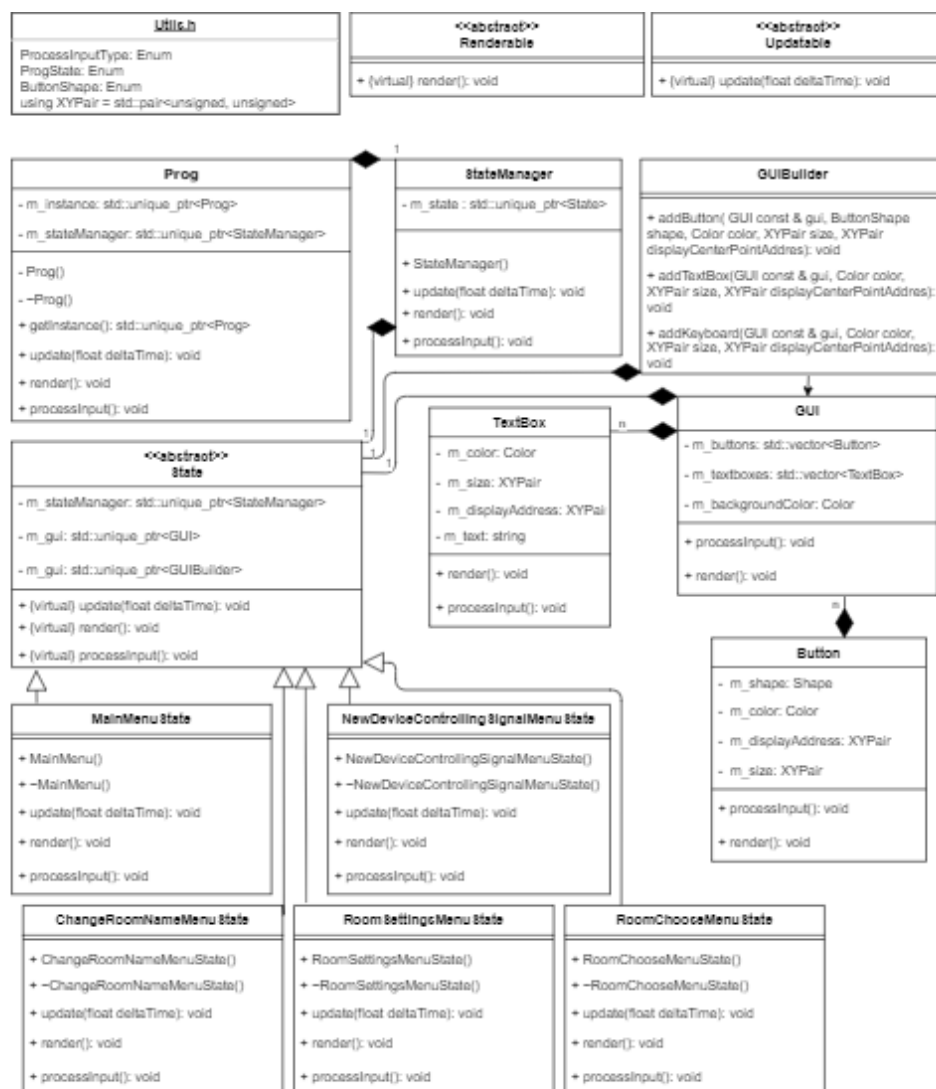 Utils.h
ProcessInputType: Enum
ProgState: Enum
ButtonShape: Enum
using XYPair = std::pair<unsigned, unsigned>
<<abstract>>
Renderable
+ {virtual} render(): void
<<abstract>>
Updatable
+ {virtual} update(float deltaTime): void
Prog
- m_instance: std::unique_ptr<Prog>
- m_stateManager: std::unique_ptr<StateManager>
- Prog()
- ~Prog()
+ getInstance(): std::unique_ptr<Prog>
+ update(float deltaTime): void
+ render(): void
+ processInput(): void
1
StateManager
- m_state : std::unique_ptr<State>
+ StateManager()
+ update(float deltaTime): void
+ render(): void
+ processInput(): void
GUIBuilder
+ addButton( GUI const & gui, ButtonShape
shape, Color color, XYPair size, XYPair
displayCenterPointAddres): void
+ addTextBox(GUI const & gui, Color color,
XYPair size, XYPair displayCenterPointAddres):
void
+ addKeyboard(GUI const & gui, Color color,
XYPair size, XYPair displayCenterPointAddres):
void
1
1
1
<<abstract>>
State
- m_stateManager: std::unique_ptr<StateManager>
- m_gui: std::unique_ptr<GUI>
- m_gui: std::unique_ptr<GUIBuilder>
+ {virtual} update(float deltaTime): void
+ {virtual} render(): void
+ {virtual} processInput(): void
TextBox
- m_color: Color
- m_size: XYPair
- m_displayAddress: XYPai
- m_text: string
+ render(): void
+ processInput(): void
n
GUI
- m_buttons: std::vector<Button>
- m_textboxes: std::vector<TextBox>
- m_backgroundColor: Color
+ processInput(): void
+ render(): void
n
Button
- m_shape: Shape
- m_color: Color
- m_displayAddress: XYPair
- m_size: XYPair
+ processInput(): void
+ render(): void
MainMenuState
+ MainMenu()
+ ~MainMenu()
+ update(float deltaTime): void
+ render(): void
+ processInput(): void
NewDeviceControllingSignalMenuState
+ NewDeviceControllingSignalMenuState()
+ ~NewDeviceControllingSignalMenuState()
+ update(float deltaTime): void
+ render(): void
+ processInput(): void
ChangeRoomNameMenuState
+ ChangeRoomNameMenuState()
+ ~ChangeRoomNameMenuState()
+ update(float deltaTime): void
+ render(): void
+ processInput(): void
RoomSettingsMenuState
+ RoomSettingsMenuState()
+ ~RoomSettingsMenuState()
+ update(float deltaTime): void
+ render(): void
+ processInput(): void
RoomChooseMenuState
+ RoomChooseMenuState()
+ ~RoomChooseMenuState()
+ update(float deltaTime): void
+ render(): void
+ processInput(): void